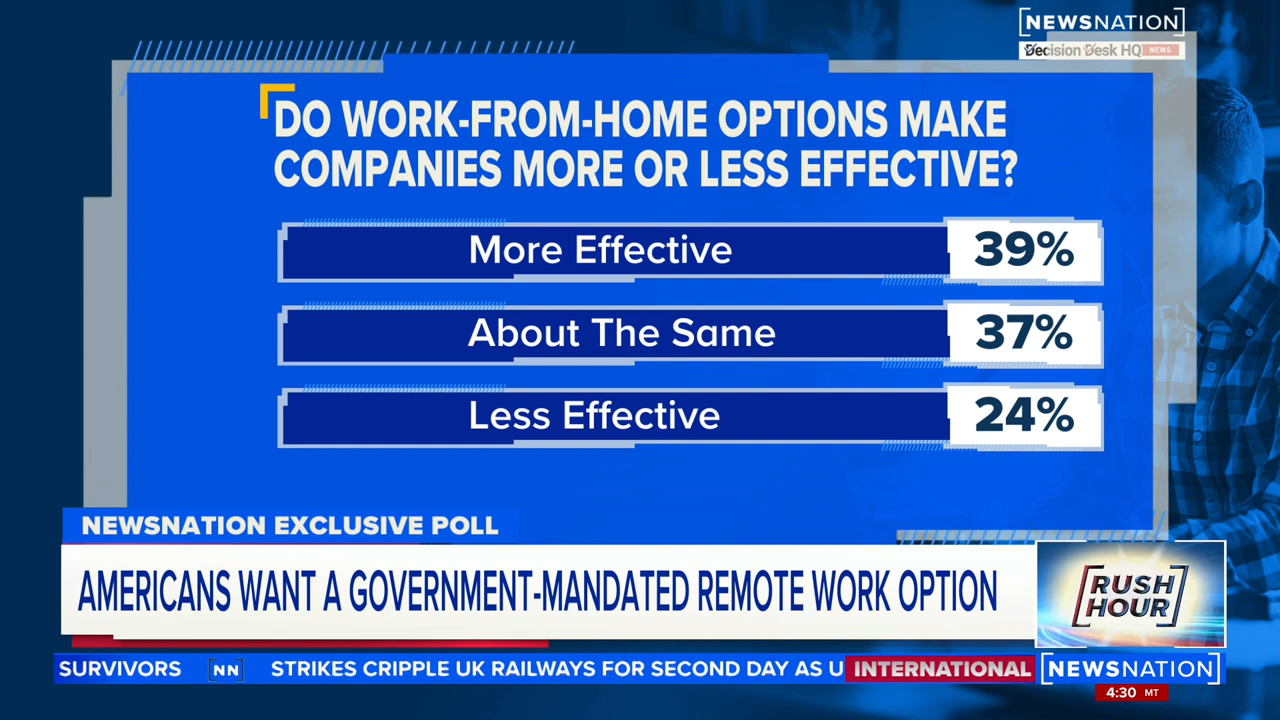 [NEWSNATION]
Decision Desk HQ NEWS
DO WORK-FROM-HOME OPTIONS MAKE
COMPANIES MORE OR LESS EFFECTIVE?
More Effective 39%
About The Same 37%
Less Effective 24%
NEWSNATION EXCLUSIVE POLL
AMERICANS WANT A GOVERNMENT-MANDATED REMOTE WORK OPTION
[RUSH
HOUR]
SURVIVORS [NN] STRIKES CRIPPLE UK RAILWAYS FOR SECOND DAY AS U INTERNATIONAL [NEWSNATION]
4:30 MT